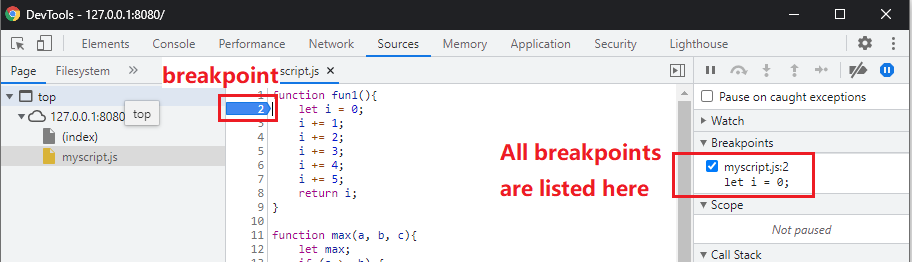 DevTools - 127.0.0.1:8080/
Elements Console Performance Network Sources Memory Application Security Lighthouse
Page Filesystem »
breakpoint
script.js ×
top
127.0.0.1:8080
top
(index)
myscript.js
1 function fun1(){
2 let i = 0;
3 i += 1;
4 i += 2;
5 i += 3;
6 i += 4;
7 i += 5;
8 return i;
9 }
10
11 function max(a, b, c){
12 let max;
13 if (a > b) {
All breakpoints
are listed here
Pause on caught exceptions
Watch
Breakpoints
myscript.js:2
let i = 0;
Scope
Not paused
Call Stack